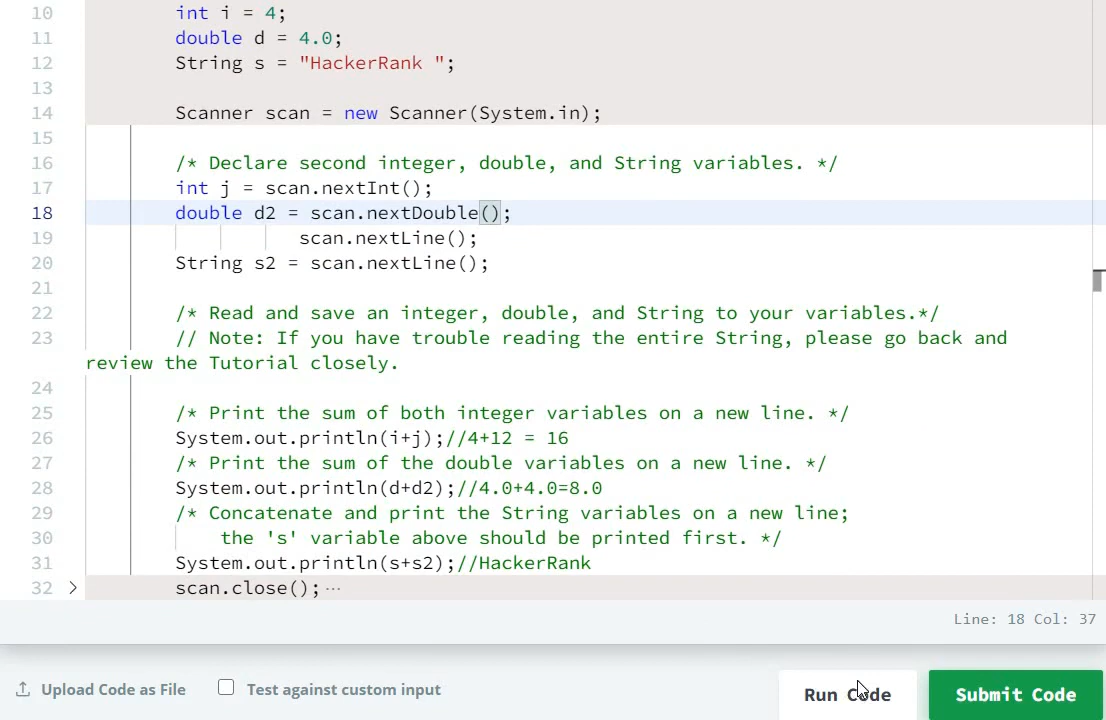 10 int i = 4;
11 double d = 4.0;
12 String s = "HackerRank ";
13
14 Scanner scan = new Scanner(System.in);
15
16 /* Declare second integer, double, and String variables. */
17 int j = scan.nextInt();
18 double d2 = scan.nextDouble();
19 scan.nextLine();
20 String s2 = scan.nextLine();
21
22 /* Read and save an integer, double, and String to your variables.*/
23 // Note: If you have trouble reading the entire String, please go back and
review the Tutorial closely.
24
25 /* Print the sum of both integer variables on a new line. */
26 System.out.println(i+j);//4+12 = 16
27 /* Print the sum of the double variables on a new line. */
28 System.out.println(d+d2);//4.0+4.0=8.0
29 /* Concatenate and print the String variables on a new line;
30 the 's' variable above should be printed first. */
31 System.out.println(s+s2);//HackerRank
32 > scan.close(); ...
Line: 18 Col: 37
Upload Code as File Test against custom input Run Code Submit Code